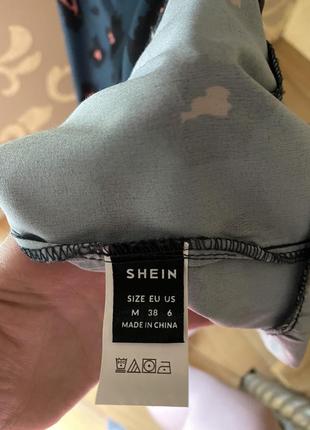 SHEIN
SIZE EU US
M 38 6
MADE IN CHINA